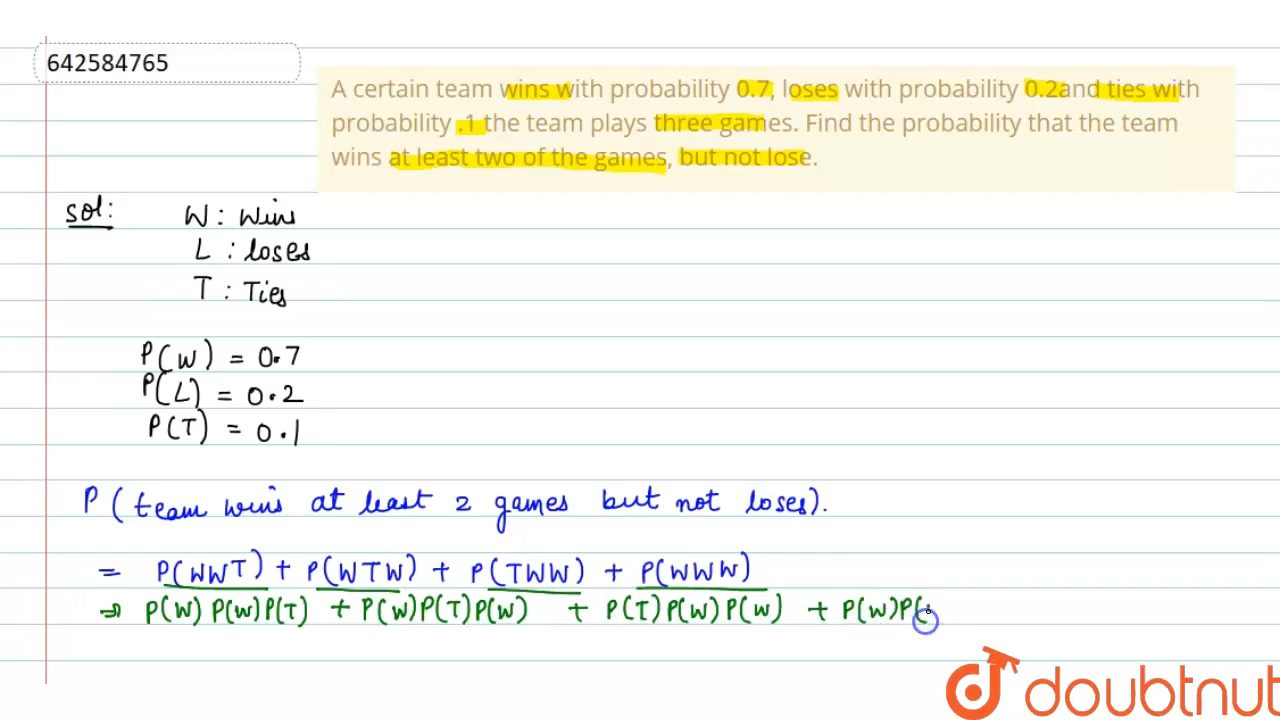 642584765
A certain team wins with probability 0.7, loses with probability 0.2and ties with
probability .1 the team plays three games. Find the probability that the team
wins at least two of the games, but not lose.
Sol:
W : Wins
L : loses
T : Ties
P(W) = 0.7
P(L) = 0.2
P(T) = 0.1
P (team wins at least 2 games but not loses).
= P(WWT) + P(WTW) + P(TWW) + P(WWW)
⇒ P(W) P(W) P(T) + P(W)P(T)P(W) + P(T)P(W)P(W) + P(W)P(
doubtnut